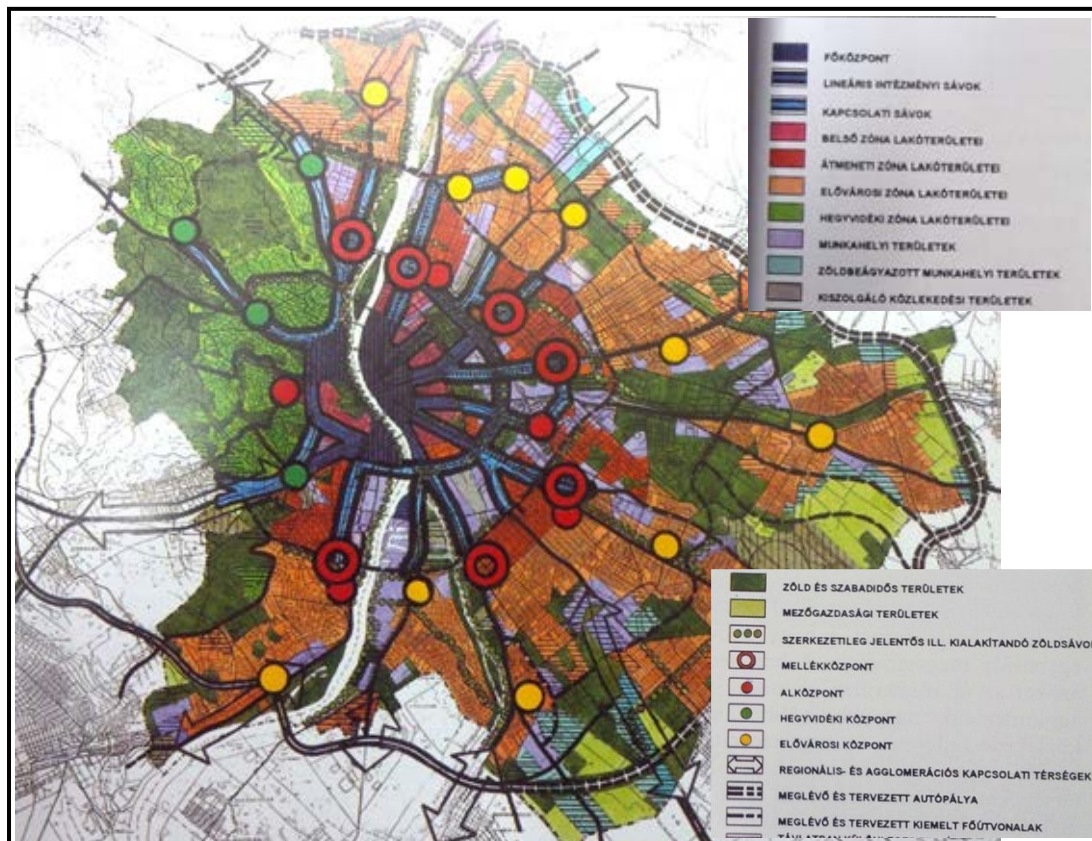 FŐKÖZPONT
LINEÁRIS INTÉZMÉNYI SÁVOK
KAPCSOLATI SÁVOK
BELSŐ ZÓNA LAKÓTERÜLETEI
ÁTMENETI ZÓNA LAKÓTERÜLETEI
ELŐVÁROSI ZÓNA LAKÓTERÜLETEI
HEGYVIDÉKI ZÓNA LAKÓTERÜLETEI
MUNKAHELYI TERÜLETEK
ZÖLDBEÁGYAZOTT MUNKAHELYI TERÜLETEK
KISZOLGÁLÓ KÖZLEKEDÉSI TERÜLETEK
ZÖLD ÉS SZABADIDŐS TERÜLETEK
MEZŐGAZDASÁGI TERÜLETEK
SZERKEZETILEG JELENTŐS ILL. KIALAKÍTANDÓ ZÖLDSÁVO
MELLÉKKÖZPONT
ALKÖZPONT
HEGYVIDÉKI KÖZPONT
ELŐVÁROSI KÖZPONT
REGIONÁLIS- ÉS AGGLOMERÁCIÓS KAPCSOLATI TÉRSÉGEK
MEGLÉVŐ ÉS TERVEZETT AUTÓPÁLYA
MEGLÉVŐ ÉS TERVEZETT KIEMELT FŐÚTVONALAK